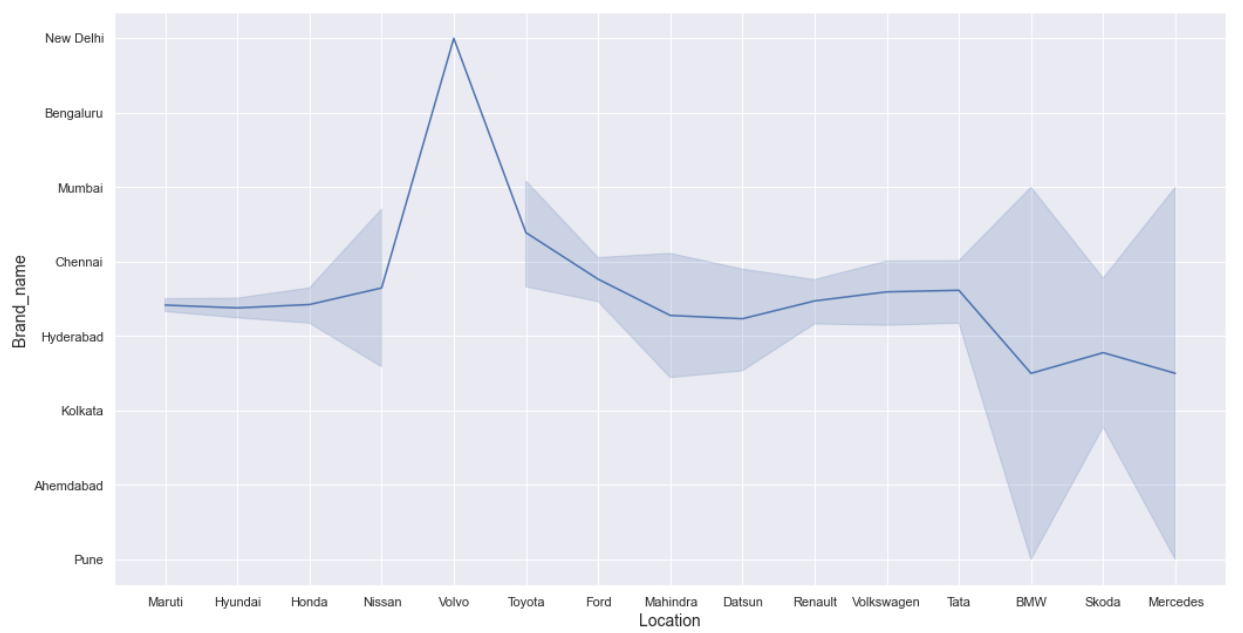 New Delhi
Bengaluru
Mumbai
Chennai
Hyderabad
Kolkata
Ahemdabad
Pune
Brand_name
Maruti Hyundai Honda Nissan Volvo Toyota Ford Mahindra Datsun Renault Volkswagen Tata BMW Skoda Mercedes
Location